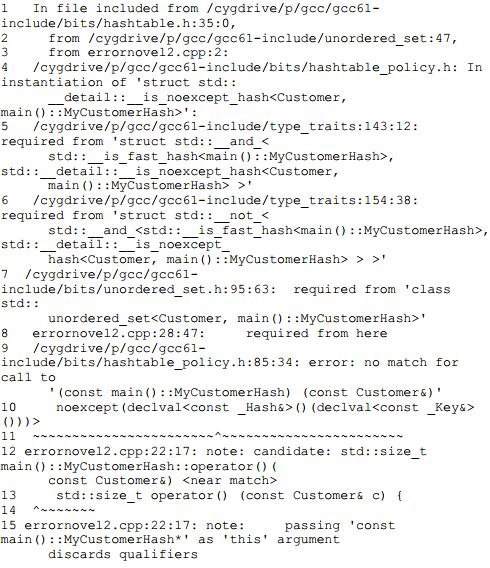 1 In file included from /cygdrive/p/gcc/gcc61-
include/bits/hashtable.h:35:0,
2 from /cygdrive/p/gcc/gcc61-include/unordered_set:47,
3 from errornovel2.cpp:2:
4 /cygdrive/p/gcc/gcc61-include/bits/hashtable_policy.h: In
instantiation of 'struct std::
__detail::__is_noexcept_hash<Customer,
main()::MyCustomerHash>':
5 /cygdrive/p/gcc/gcc61-include/type_traits:143:12:
required from 'struct std::__and_<
std::__is_fast_hash<main()::MyCustomerHash>,
std::__detail::__is_noexcept_hash<Customer,
main()::MyCustomerHash> >'
6 /cygdrive/p/gcc/gcc61-include/type_traits:154:38:
required from 'struct std::__not_<
std::__and_<std::__is_fast_hash<main()::MyCustomerHash>,
std::__detail::__is_noexcept_
hash<Customer, main()::MyCustomerHash> > >'
7 /cygdrive/p/gcc/gcc61-
include/bits/unordered_set.h:95:63: required from 'class
std::
unordered_set<Customer, main()::MyCustomerHash>'
8 errornovel2.cpp:28:47: required from here
9 /cygdrive/p/gcc/gcc61-
include/bits/hashtable_policy.h:85:34: error: no match for
call to
'(const main()::MyCustomerHash) (const Customer&)'
10 noexcept(declval<const _Hash&>()(declval<const _Key&>
()))>
11 ~~~~~~~~~~~~~~~~~~~~~~~^~~~~~~~~~~~~~~~~~~~~~~~
12 errornovel2.cpp:22:17: note: candidate: std::size_t
main()::MyCustomerHash::operator()(
const Customer&) <near match>
13 std::size_t operator() (const Customer& c) {
14 ^~~~~~~~
15 errornovel2.cpp:22:17: note: passing 'const
main()::MyCustomerHash*' as 'this' argument
discards qualifiers